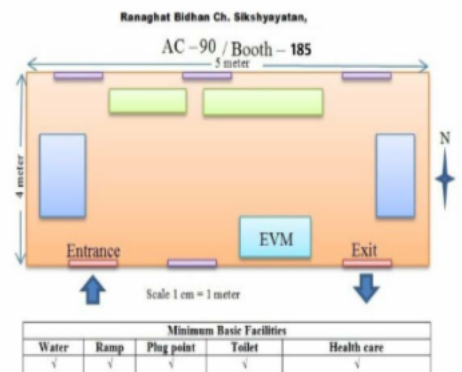 Ranaghat Bidhan Ch. Sikshyayatan,
AC – 90 / Booth – 185
5 meter
4 meter
N
Entrance
EVM
Exit
Scale 1 cm = 1 meter
Minimum Basic Facilities
Water Ramp Plug point Toilet Health care
√ √ √ √ √